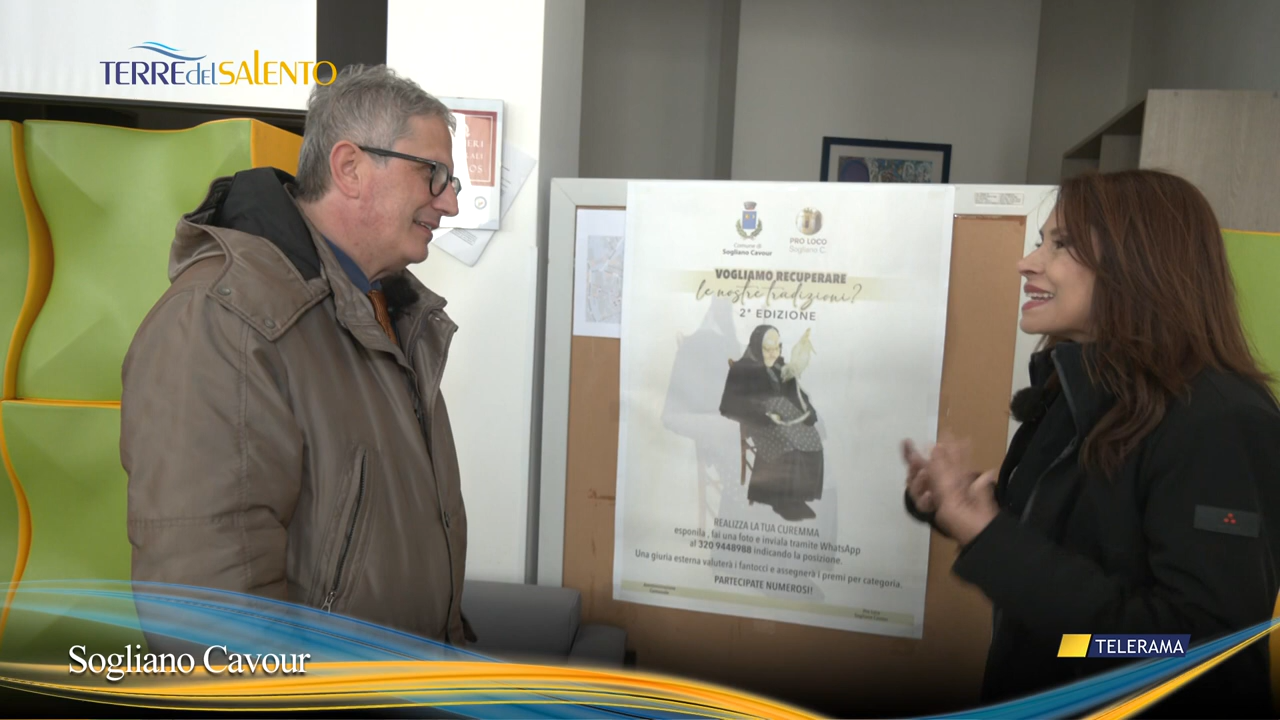 TERRE del SALENTO
Comune di
Sogliano Cavour
PRO LOCO
Sogliano C.
VOGLIAMO RECUPERARE
le nostre tradizioni?
2° EDIZIONE
REALIZZA LA TUA CUREMMA
esponila , fai una foto e inviala tramite WhatsApp
al 320 9448988 indicando la posizione.
Una giuria esterna valuterà i fantocci e assegnerà i premi per categoria.
PARTECIPATE NUMEROSI!
Sogliano Cavour
TELERAMA